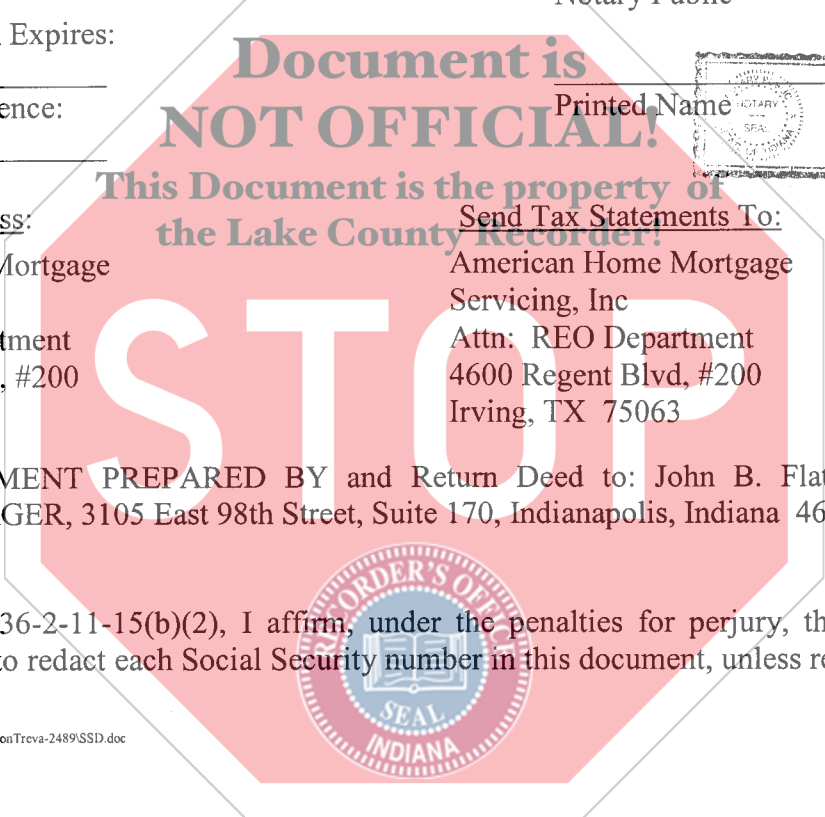 Notary Public
Expires:
Document is
ence:
Printed Name
NOTARY
SEAL
NOT OFFICIAL!
This Document is the property of
the Lake County Recorder!
ss:
Send Tax Statements To:
Mortgage
American Home Mortgage
Servicing, Inc
tment
Attn: REO Department
, #200
4600 Regent Blvd, #200
Irving, TX 75063
STOP
MENT PREPARED BY and Return Deed to: John B. Flat
GER, 3105 East 98th Street, Suite 170, Indianapolis, Indiana 46
RECORDER'S OFFICE
36-2-11-15(b)(2), I affirm, under the penalties for perjury, th
to redact each Social Security number in this document, unless re
SEAL
INDIANA
onTreva-2489\SSD.doc